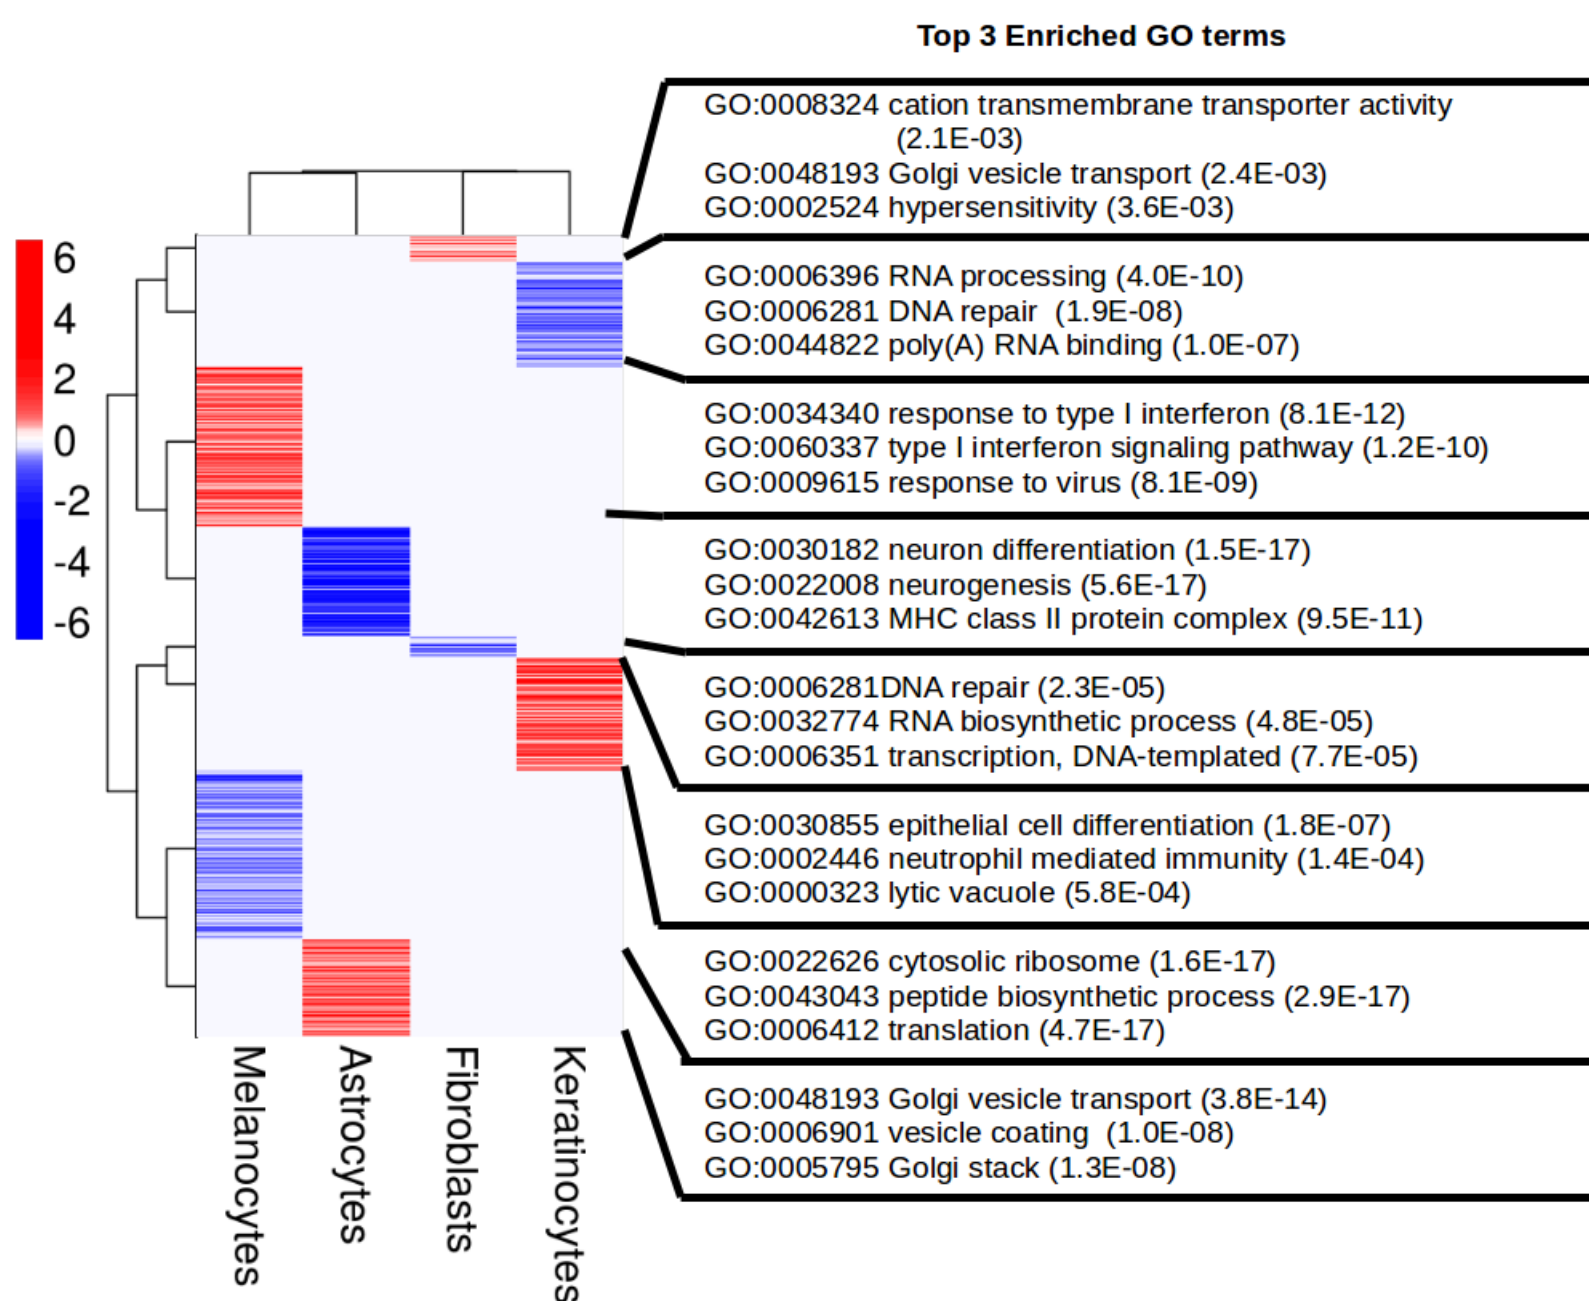 Top 3 Enriched GO terms
GO:0008324 cation transmembrane transporter activity
(2.1E-03)
GO:0048193 Golgi vesicle transport (2.4E-03)
GO:0002524 hypersensitivity (3.6E-03)
GO:0006396 RNA processing (4.0E-10)
GO:0006281 DNA repair  (1.9E-08)
GO:0044822 poly(A) RNA binding (1.0E-07)
GO:0034340 response to type I interferon (8.1E-12)
GO:0060337 type I interferon signaling pathway (1.2E-10)
GO:0009615 response to virus (8.1E-09)
GO:0030182 neuron differentiation (1.5E-17)
GO:0022008 neurogenesis (5.6E-17)
GO:0042613 MHC class II protein complex (9.5E-11)
GO:0006281DNA repair (2.3E-05)
GO:0032774 RNA biosynthetic process (4.8E-05)
GO:0006351 transcription, DNA-templated (7.7E-05)
GO:0030855 epithelial cell differentiation (1.8E-07)
GO:0002446 neutrophil mediated immunity (1.4E-04)
GO:0000323 lytic vacuole (5.8E-04)
GO:0022626 cytosolic ribosome (1.6E-17)
GO:0043043 peptide biosynthetic process (2.9E-17)
GO:0006412 translation (4.7E-17)
GO:0048193 Golgi vesicle transport (3.8E-14)
GO:0006901 vesicle coating  (1.0E-08)
GO:0005795 Golgi stack (1.3E-08)
6
4
2
0
-2
-4
-6
Melanocytes
Astrocytes
Fibroblasts
Keratinocytes